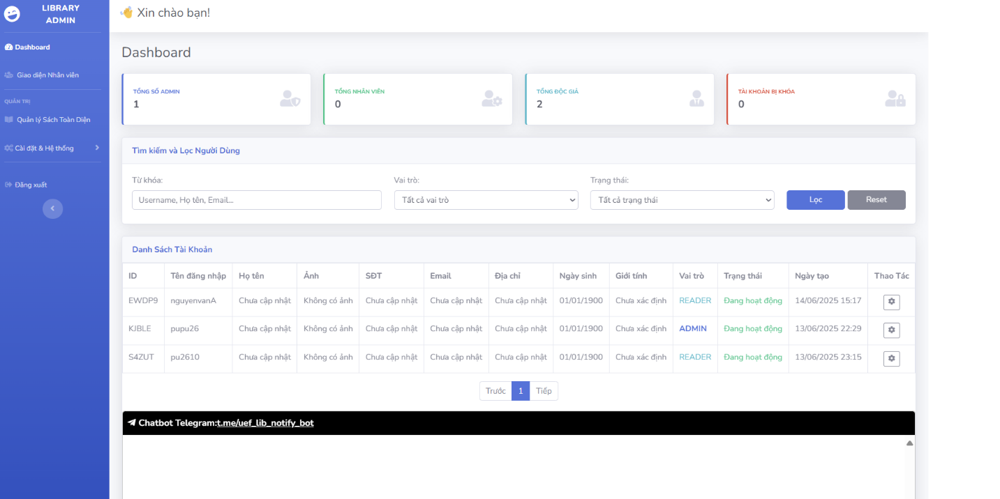 LIBRARY
ADMIN
Dashboard
Giao diện Nhân viên
QUẢN TRỊ
Quản lý Sách Toàn Diện
Cài đặt & Hệ thống
Đăng xuất
👋 Xin chào bạn!
Dashboard
TỔNG SỐ ADMIN
1
TỔNG NHÂN VIÊN
0
TỔNG ĐỘC GIẢ
2
TÀI KHOẢN BỊ KHÓA
0
Tìm kiếm và Lọc Người Dùng
Từ khóa: Vai trò: Trạng thái:
Username, Họ tên, Email... Tất cả vai trò Tất cả trạng thái Lọc Reset
Danh Sách Tài Khoản
ID Tên đăng nhập Họ tên Ảnh SĐT Email Địa chỉ Ngày sinh Giới tính Vai trò Trạng thái Ngày tạo Thao Tác
EWDP9 nguyenvanA Chưa cập nhật Không có ảnh Chưa cập nhật Chưa cập nhật Chưa cập nhật 01/01/1900 Chưa xác định READER Đang hoạt động 14/06/2025 15:17
KJBLE pupu26 Chưa cập nhật Không có ảnh Chưa cập nhật Chưa cập nhật Chưa cập nhật 01/01/1900 Chưa xác định ADMIN Đang hoạt động 13/06/2025 22:29
S4ZUT pu2610 Chưa cập nhật Không có ảnh Chưa cập nhật Chưa cập nhật Chưa cập nhật 01/01/1900 Chưa xác định READER Đang hoạt động 13/06/2025 23:15
Trước 1 Tiếp
Chatbot Telegram:t.me/uef_lib_notify_bot